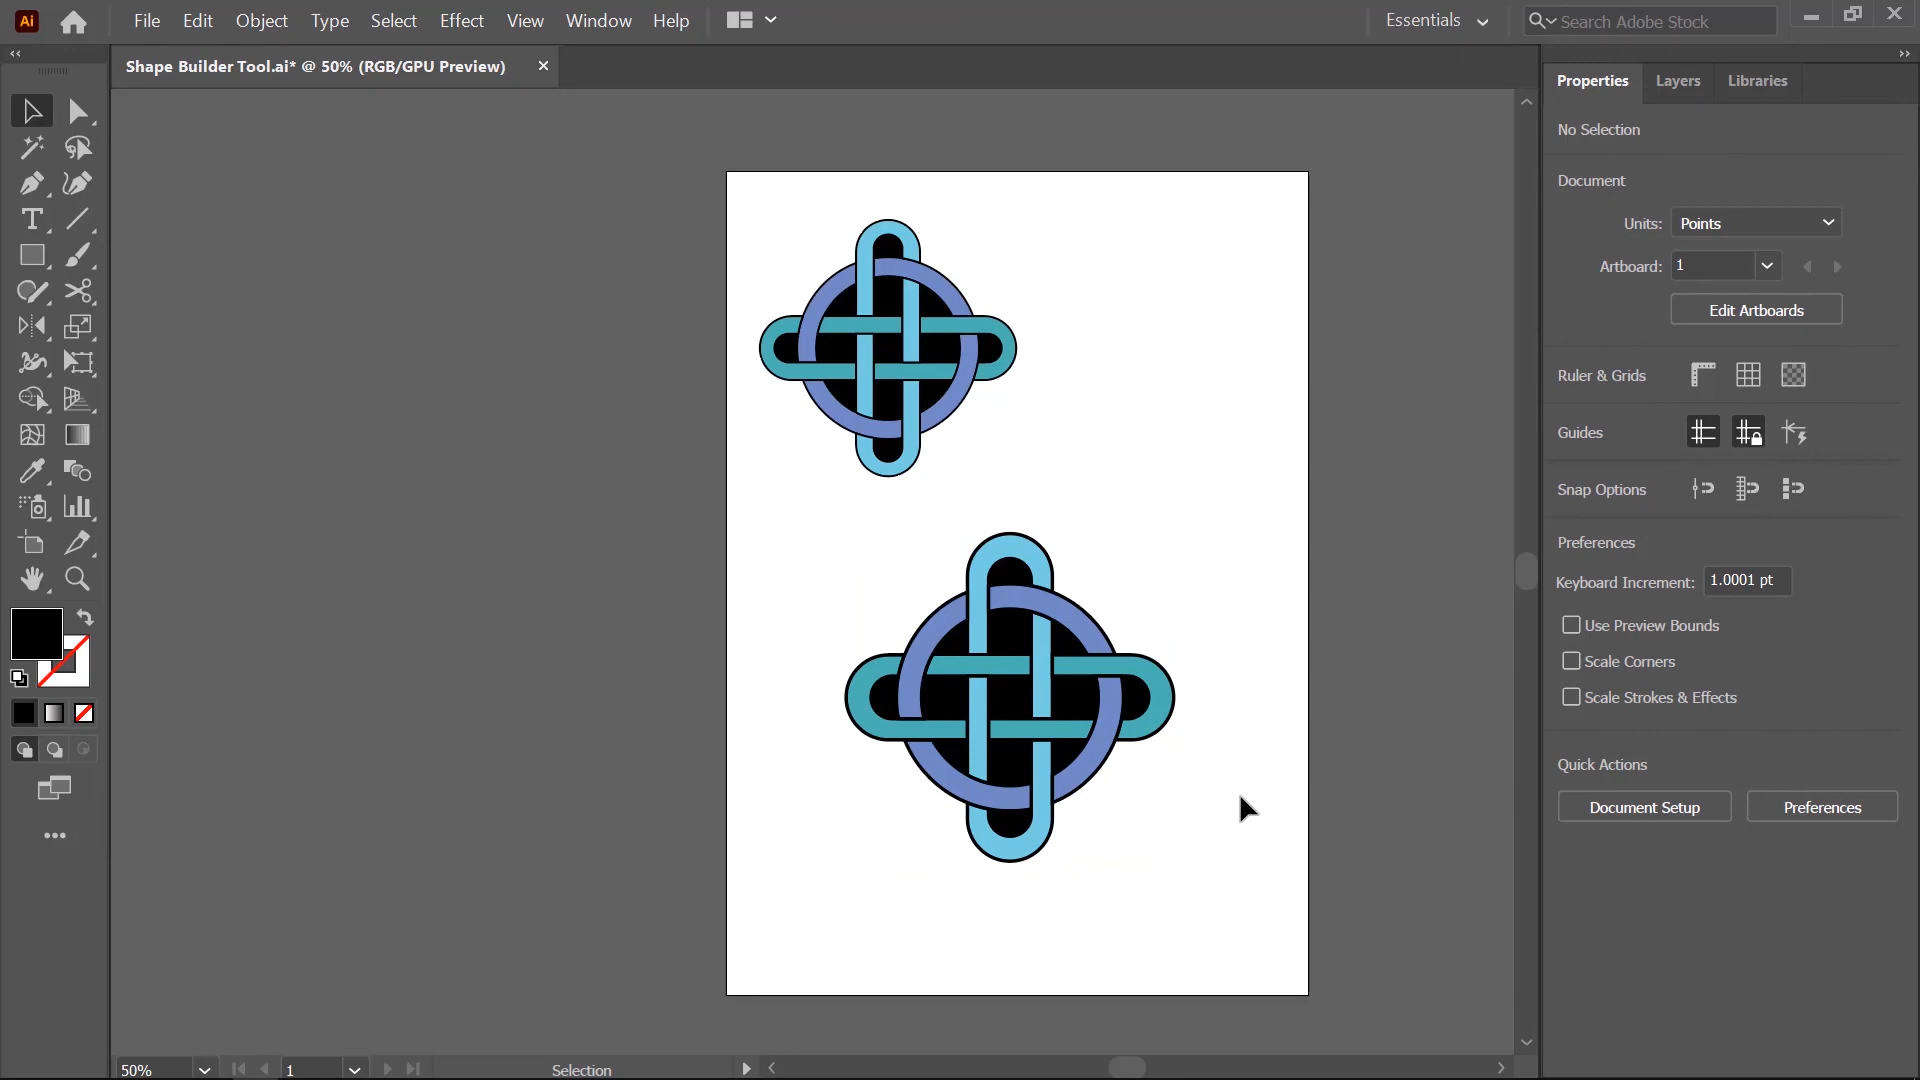 Ai File Edit Object Type Select Effect View Window Help Essentials Search Adobe Stock
Shape Builder Tool.ai* @ 50% (RGB/GPU Preview)
Properties Layers Libraries
No Selection
Document
Units: Points
Artboard: 1
Edit Artboards
Ruler & Grids
Guides
Snap Options
Preferences
Keyboard Increment: 1.0001 pt
Use Preview Bounds
Scale Corners
Scale Strokes & Effects
Quick Actions
Document Setup Preferences
50% 1 Selection